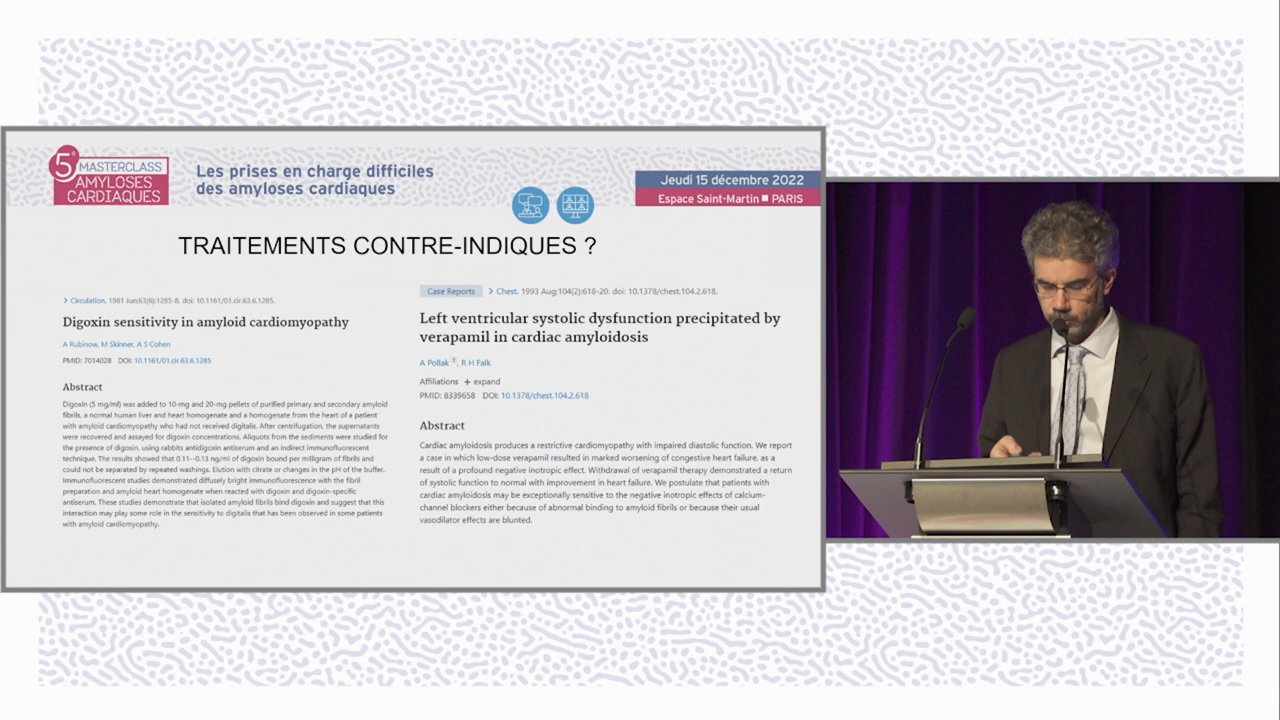 5e
MASTERCLASS
AMYLOSES
CARDIAQUES
Les prises en charge difficiles
des amyloses cardiaques
Jeudi 15 décembre 2022
Espace Saint-Martin ■ PARIS
TRAITEMENTS CONTRE-INDIQUES ?
> Circulation. 1981 Jun;63(6):1285-8. doi: 10.1161/01.cir.63.6.1285.
Digoxin sensitivity in amyloid cardiomyopathy
A Rubinow, M Skinner, A S Cohen
PMID: 7014028 DOI: 10.1161/01.cir.63.6.1285
Abstract
Digoxin (5 mg/ml) was added to 10-mg and 20-mg pellets of purified primary and secondary amyloid
fibrils, a normal human liver and heart homogenate and a homogenate from the heart of a patient
with amyloid cardiomyopathy who had not received digitalis. After centrifugation, the supernatants
were recovered and assayed for digoxin concentrations. Aliquots from the sediments were studied for
the presence of digoxin, using rabbits antidigoxin antiserum and an indirect immunofluorescent
technique. The results showed that 0.11--0.13 ng/ml of digoxin bound per milligram of fibrils and
could not be separated by repeated washings. Elution with citrate or changes in the pH of the buffer.
Immunofluorescent studies demonstrated diffusely bright immunofluorescence with the fibril
preparation and amyloid heart homogenate when reacted with digoxin and digoxin-specific
antiserum. These studies demonstrate that isolated amyloid fibrils bind digoxin and suggest that this
interaction may play some role in the sensitivity to digitalis that has been observed in some patients
with amyloid cardiomyopathy.
Case Reports > Chest. 1993 Aug;104(2):618-20. doi: 10.1378/chest.104.2.618.
Left ventricular systolic dysfunction precipitated by
verapamil in cardiac amyloidosis
A Pollak 1, R H Falk
Affiliations + expand
PMID: 8339658 DOI: 10.1378/chest.104.2.618
Abstract
Cardiac amyloidosis produces a restrictive cardiomyopathy with impaired diastolic function. We report
a case in which low-dose verapamil resulted in marked worsening of congestive heart failure, as a
result of a profound negative inotropic effect. Withdrawal of verapamil therapy demonstrated a return
of systolic function to normal with improvement in heart failure. We postulate that patients with
cardiac amyloidosis may be exceptionally sensitive to the negative inotropic effects of calcium-
channel blockers either because of abnormal binding to amyloid fibrils or because their usual
vasodilator effects are blunted.